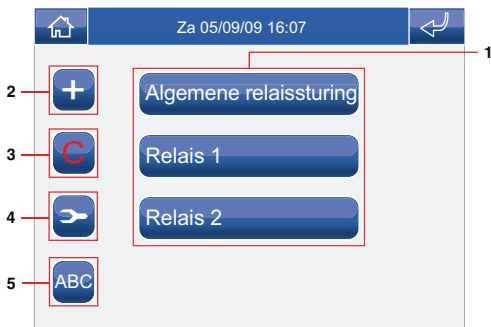 Za 05/09/09 16:07
1
2
Algemene relaissturing
3
C
Relais 1
4
Relais 2
5
ABC